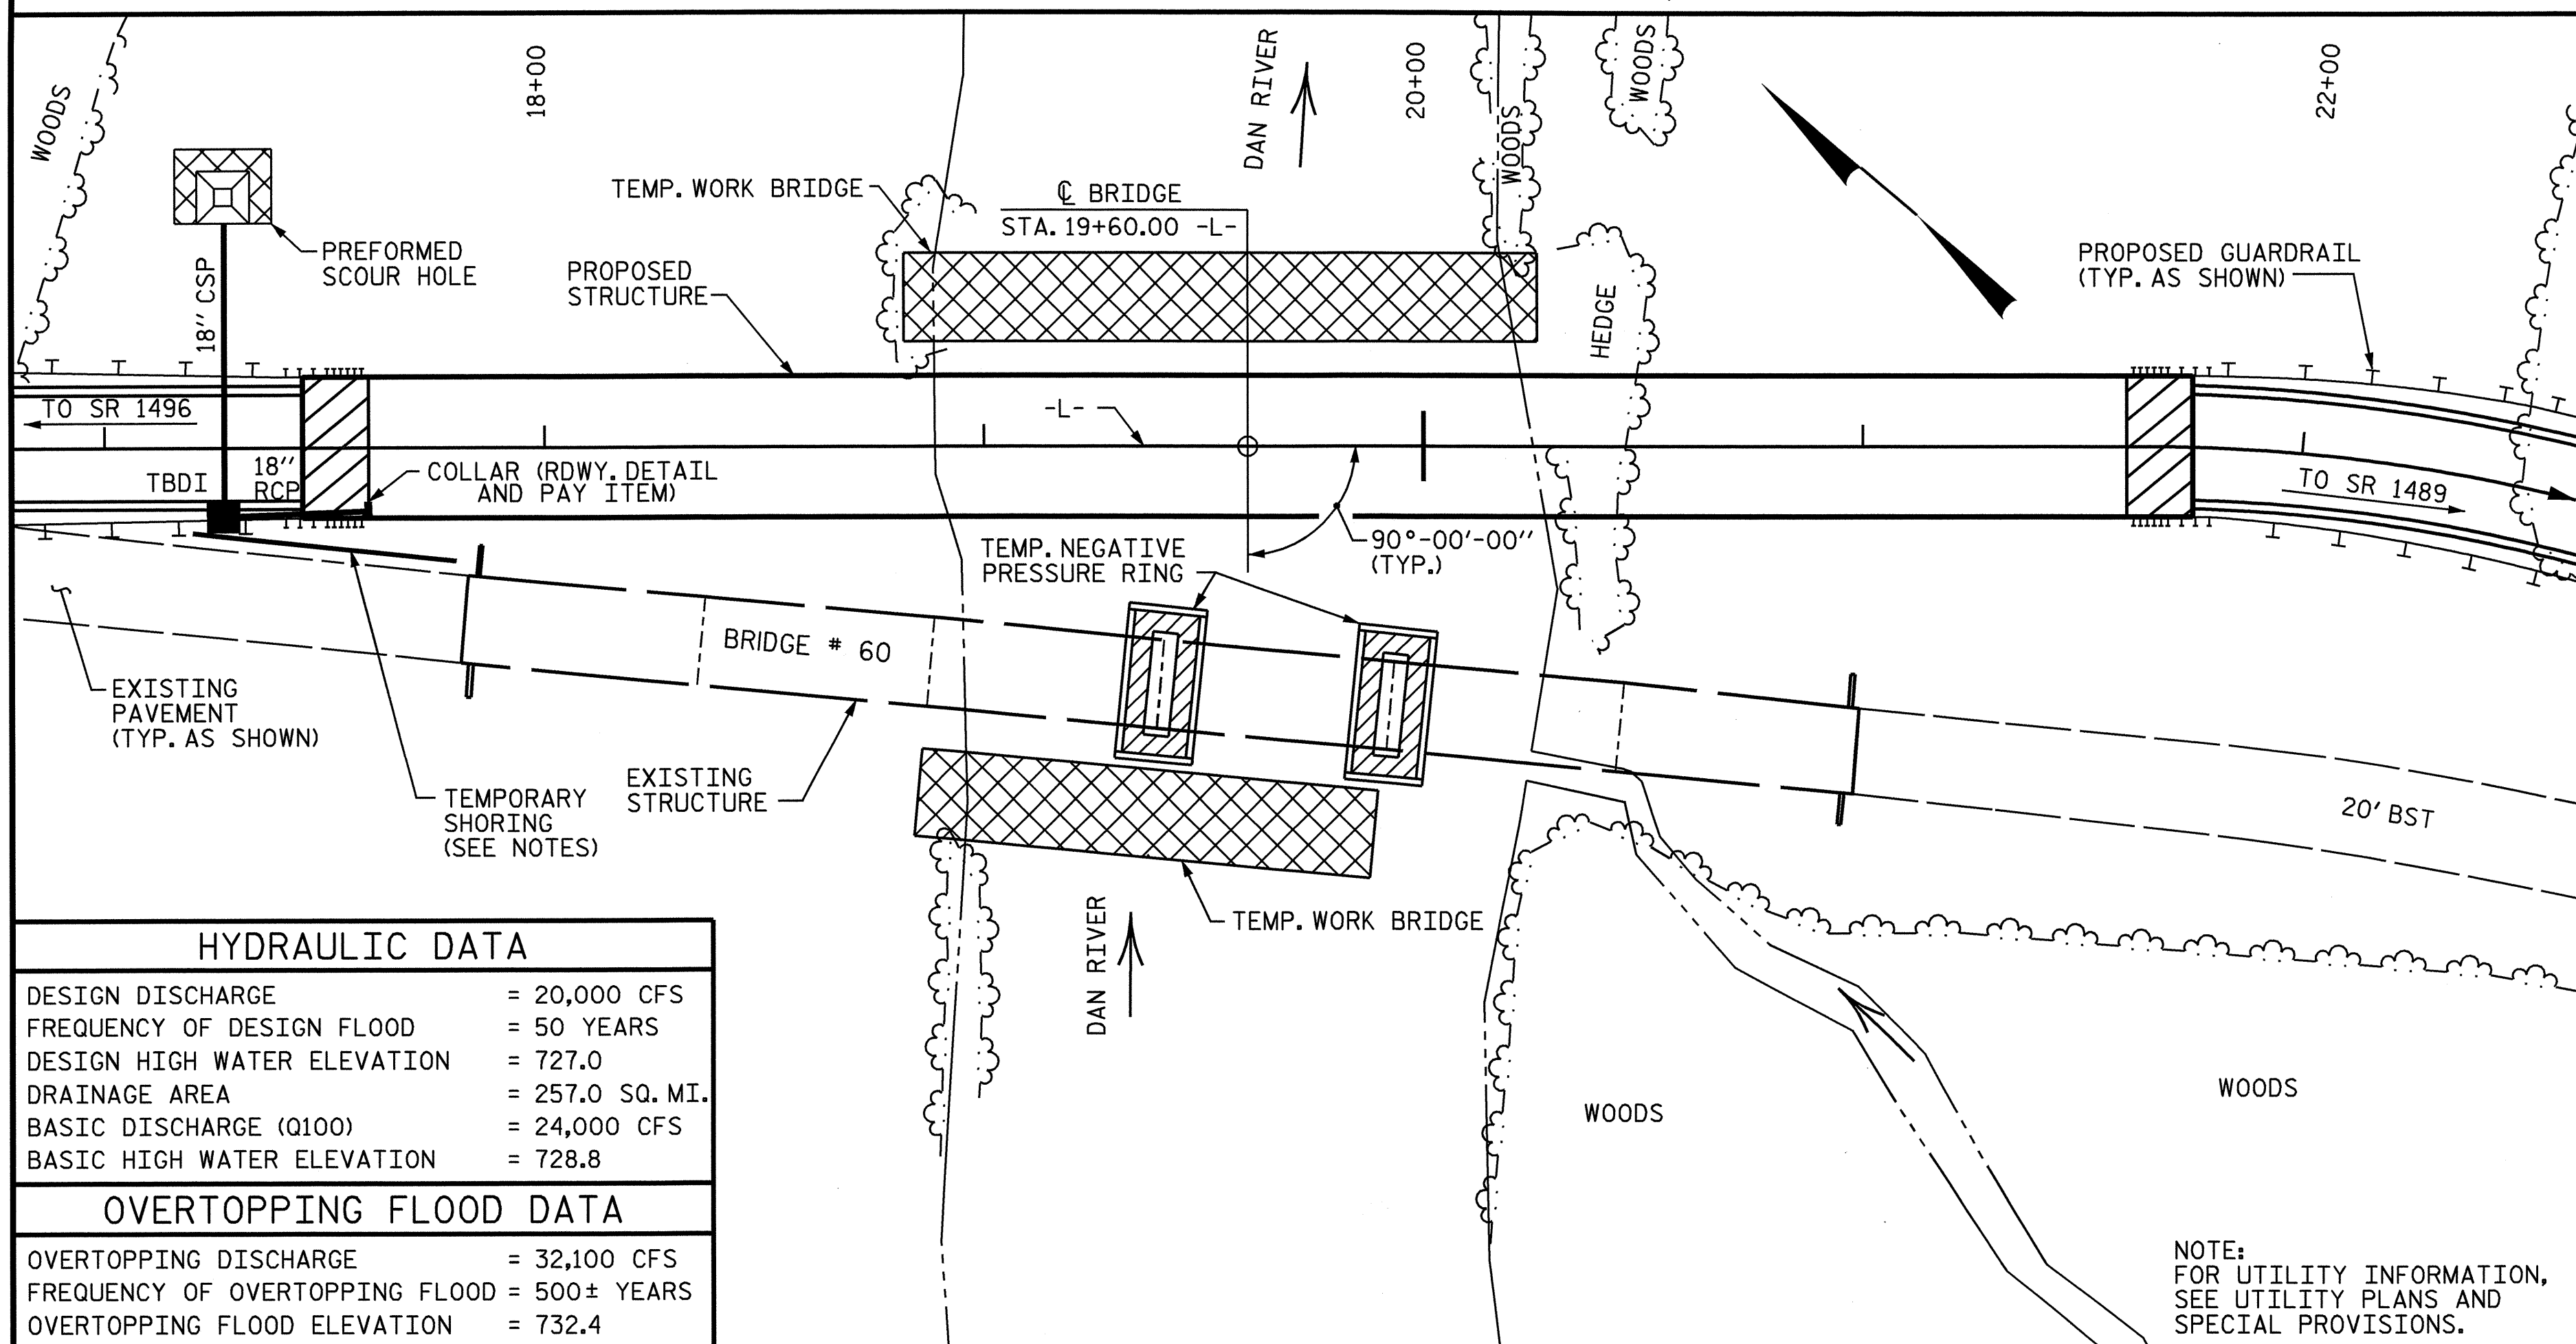 WOODS
18+00
DAN RIVER
20+00
WOODS
WOODS
22+00
TEMP. WORK BRIDGE
℄ BRIDGE
STA. 19+60.00 -L-
PREFORMED
SCOUR HOLE
18" CSP
PROPOSED
STRUCTURE
HEDGE
PROPOSED GUARDRAIL
(TYP. AS SHOWN)
TO SR 1496
-L-
TBDI
18"
RCP
COLLAR (RDWY. DETAIL
AND PAY ITEM)
TO SR 1489
TEMP. NEGATIVE
PRESSURE RING
90°-00'-00"
(TYP.)
BRIDGE # 60
EXISTING
PAVEMENT
(TYP. AS SHOWN)
TEMPORARY
SHORING
(SEE NOTES)
EXISTING
STRUCTURE
20' BST
TEMP. WORK BRIDGE
DAN RIVER
WOODS
WOODS
HYDRAULIC DATA
DESIGN DISCHARGE = 20,000 CFS
FREQUENCY OF DESIGN FLOOD = 50 YEARS
DESIGN HIGH WATER ELEVATION = 727.0
DRAINAGE AREA = 257.0 SQ. MI.
BASIC DISCHARGE (Q100) = 24,000 CFS
BASIC HIGH WATER ELEVATION = 728.8
OVERTOPPING FLOOD DATA
OVERTOPPING DISCHARGE = 32,100 CFS
FREQUENCY OF OVERTOPPING FLOOD = 500± YEARS
OVERTOPPING FLOOD ELEVATION = 732.4
NOTE:
FOR UTILITY INFORMATION,
SEE UTILITY PLANS AND
SPECIAL PROVISIONS.